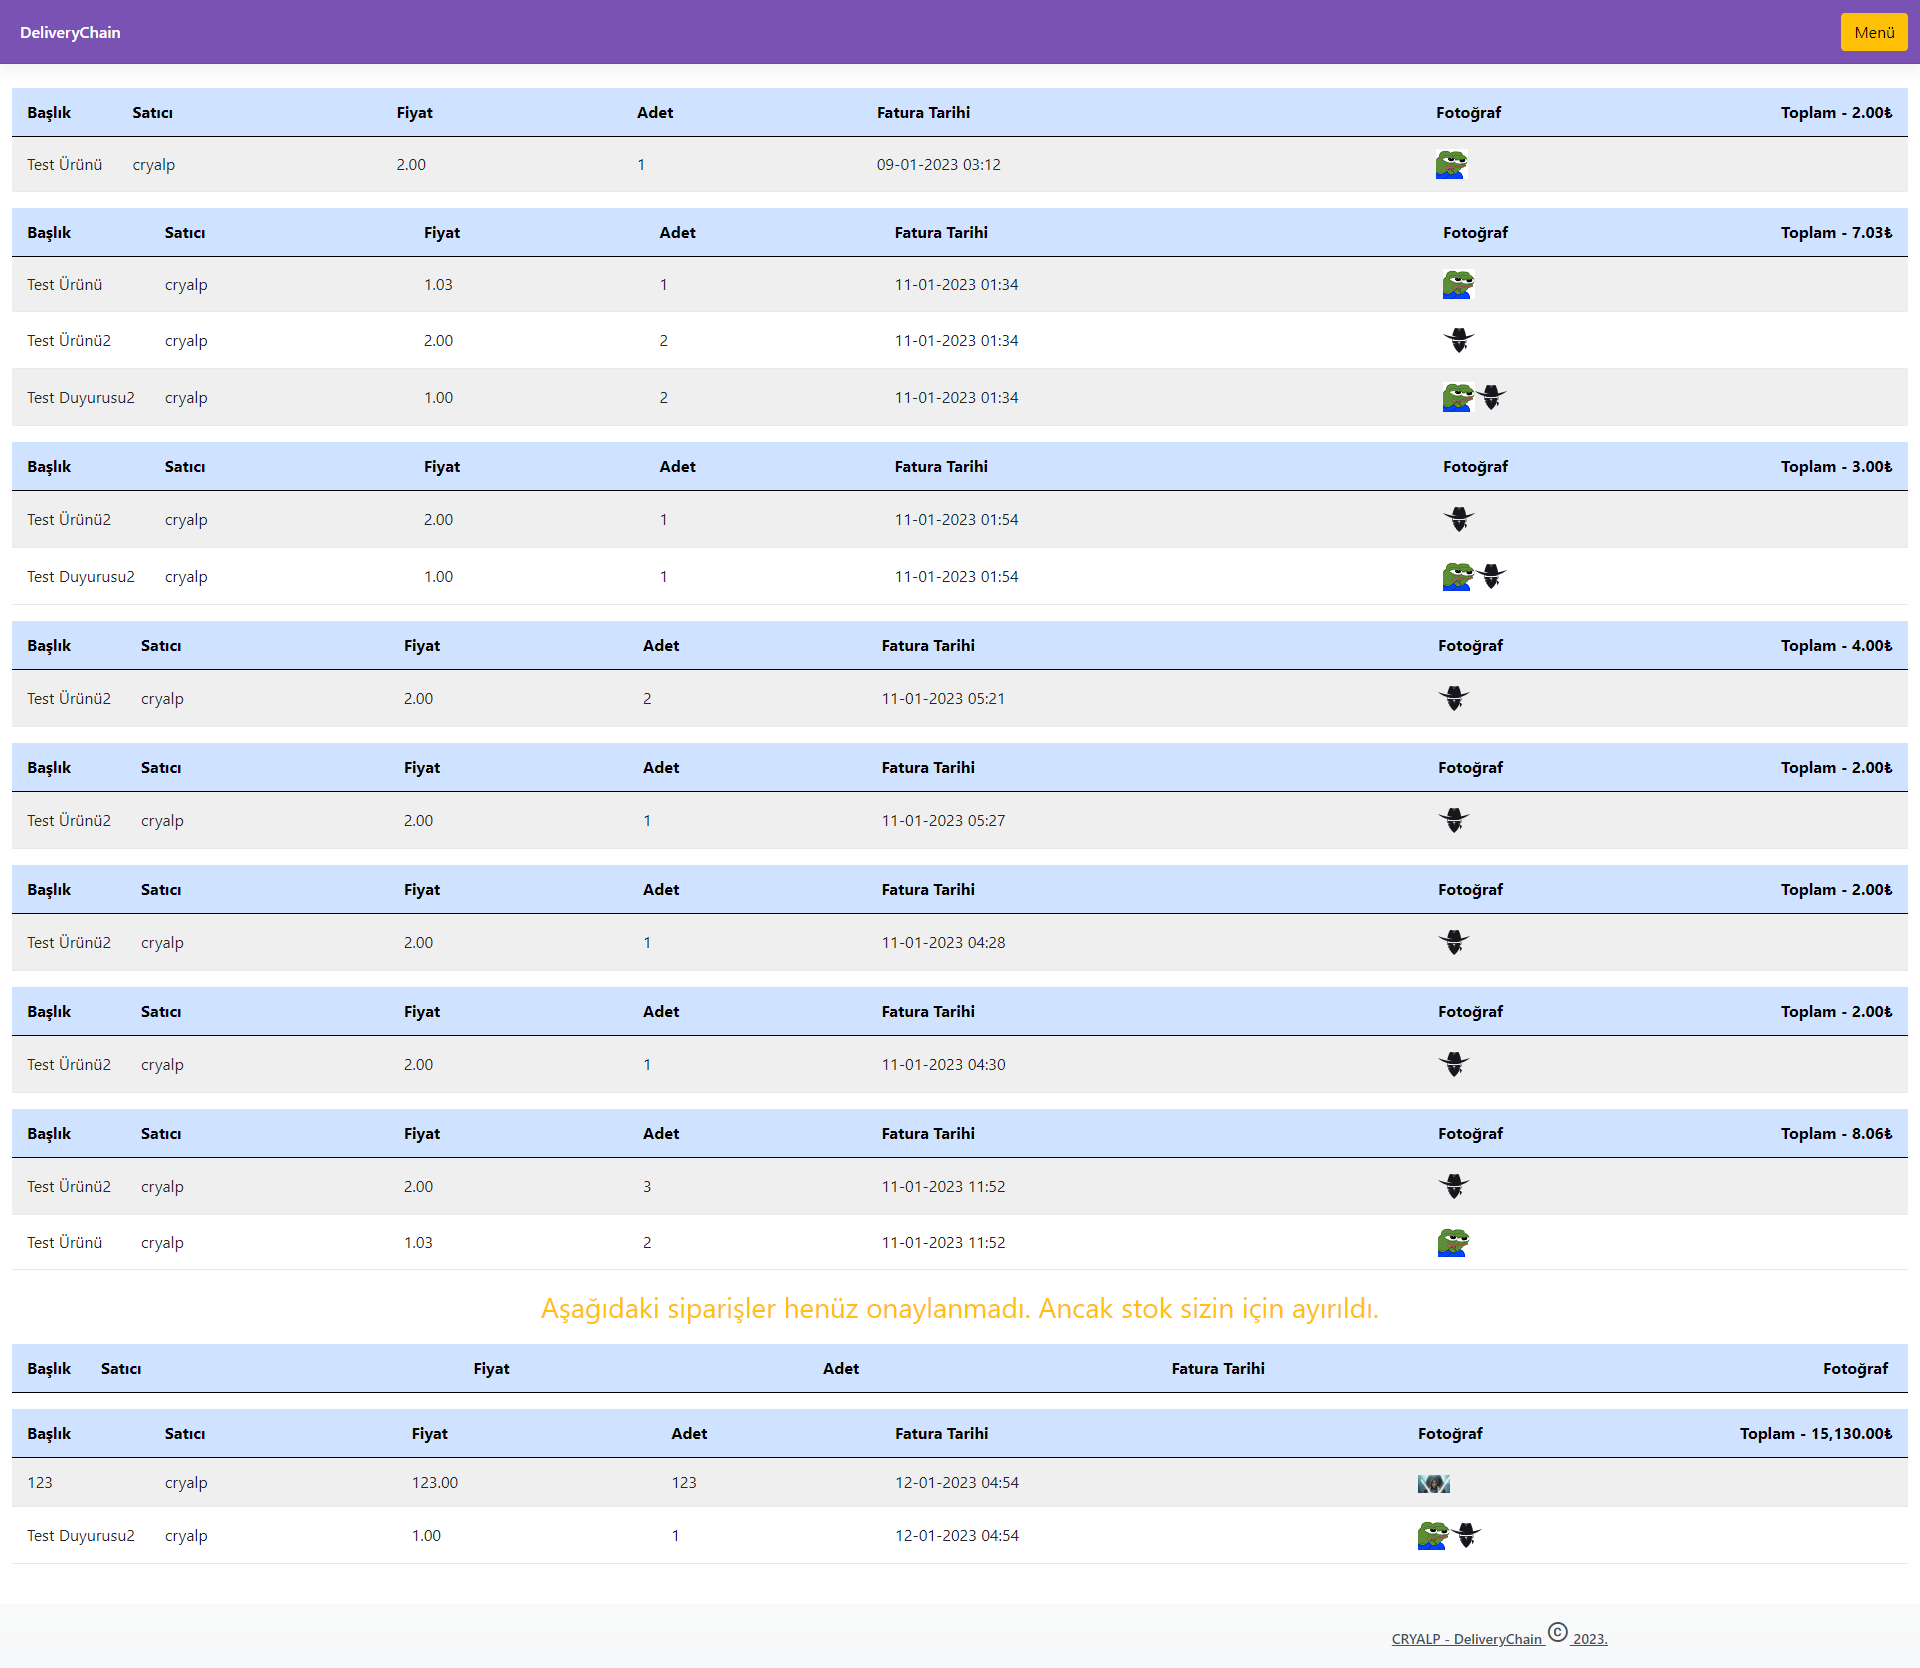 DeliveryChain Menü
Başlık Satıcı Fiyat Adet Fatura Tarihi Fotoğraf Toplam - 2.00₺
Test Ürünü cryalp 2.00 1 09-01-2023 03:12
Başlık Satıcı Fiyat Adet Fatura Tarihi Fotoğraf Toplam - 7.03₺
Test Ürünü cryalp 1.03 1 11-01-2023 01:34
Test Ürünü2 cryalp 2.00 2 11-01-2023 01:34
Test Duyurusu2 cryalp 1.00 2 11-01-2023 01:34
Başlık Satıcı Fiyat Adet Fatura Tarihi Fotoğraf Toplam - 3.00₺
Test Ürünü2 cryalp 2.00 1 11-01-2023 01:54
Test Duyurusu2 cryalp 1.00 1 11-01-2023 01:54
Başlık Satıcı Fiyat Adet Fatura Tarihi Fotoğraf Toplam - 4.00₺
Test Ürünü2 cryalp 2.00 2 11-01-2023 05:21
Başlık Satıcı Fiyat Adet Fatura Tarihi Fotoğraf Toplam - 2.00₺
Test Ürünü2 cryalp 2.00 1 11-01-2023 05:27
Başlık Satıcı Fiyat Adet Fatura Tarihi Fotoğraf Toplam - 2.00₺
Test Ürünü2 cryalp 2.00 1 11-01-2023 04:28
Başlık Satıcı Fiyat Adet Fatura Tarihi Fotoğraf Toplam - 2.00₺
Test Ürünü2 cryalp 2.00 1 11-01-2023 04:30
Başlık Satıcı Fiyat Adet Fatura Tarihi Fotoğraf Toplam - 8.06₺
Test Ürünü2 cryalp 2.00 3 11-01-2023 11:52
Test Ürünü cryalp 1.03 2 11-01-2023 11:52
Aşağıdaki siparişler henüz onaylanmadı. Ancak stok sizin için ayırıldı.
Başlık Satıcı Fiyat Adet Fatura Tarihi Fotoğraf
Başlık Satıcı Fiyat Adet Fatura Tarihi Fotoğraf Toplam - 15,130.00₺
123 cryalp 123.00 123 12-01-2023 04:54
Test Duyurusu2 cryalp 1.00 1 12-01-2023 04:54
CRYALP - DeliveryChain © 2023.